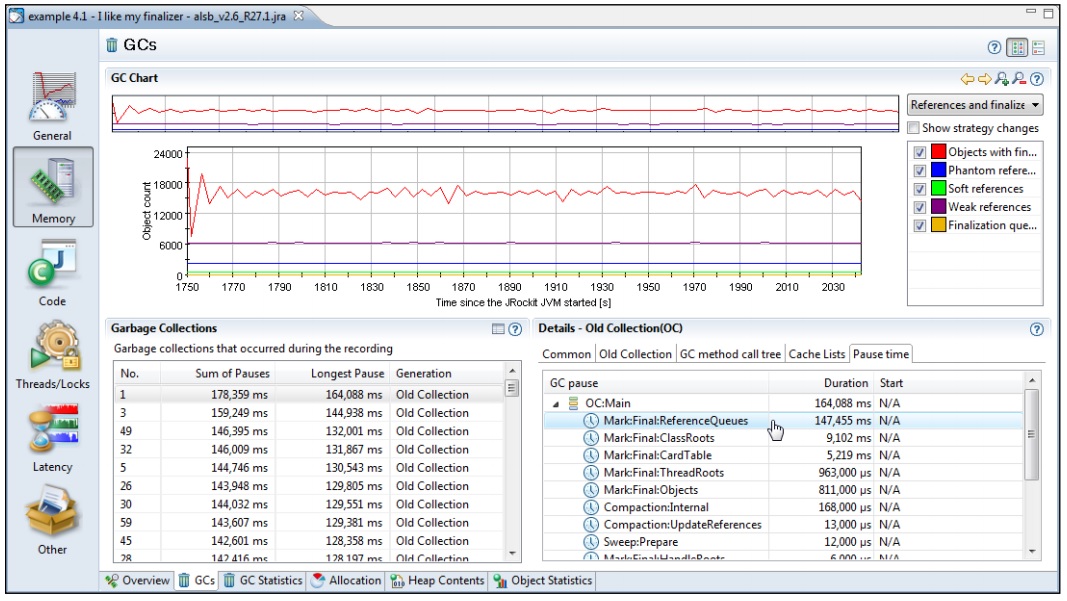 example 4.1 - I like my finalizer - alsb_v2.6_R27.1.jra
GCs
General
Memory
Code
Threads/Locks
Latency
Other
GC Chart
References and finalize
Show strategy changes
Objects with fin...
Phantom refere...
Soft references
Weak references
Finalization que...
Object count
24000
18000
12000
6000
0
1750 1770 1790 1810 1830 1850 1870 1890 1910 1930 1950 1970 1990 2010 2030
Time since the JRockit JVM started [s]
Garbage Collections
Garbage collections that occurred during the recording
No. Sum of Pauses Longest Pause Generation
1 178,359 ms 164,088 ms Old Collection
3 159,249 ms 144,938 ms Old Collection
49 146,395 ms 132,001 ms Old Collection
32 146,009 ms 131,867 ms Old Collection
5 144,746 ms 130,543 ms Old Collection
26 143,948 ms 129,805 ms Old Collection
30 144,032 ms 129,551 ms Old Collection
59 143,607 ms 129,381 ms Old Collection
45 142,601 ms 128,358 ms Old Collection
28 142,416 ms 128,197 ms Old Collection
Details - Old Collection(OC)
Common Old Collection GC method call tree Cache Lists Pause time
GC pause Duration Start
OC:Main 164,088 ms N/A
Mark:Final:ReferenceQueues 147,455 ms N/A
Mark:Final:ClassRoots 9,102 ms N/A
Mark:Final:CardTable 5,219 ms N/A
Mark:Final:ThreadRoots 963,000 µs N/A
Mark:Final:Objects 811,000 µs N/A
Compaction:Internal 168,000 µs N/A
Compaction:UpdateReferences 13,000 µs N/A
Sweep:Prepare 12,000 µs N/A
Mark:Final:HandleRoots 6,000 µs N/A
Overview GCs GC Statistics Allocation Heap Contents Object Statistics